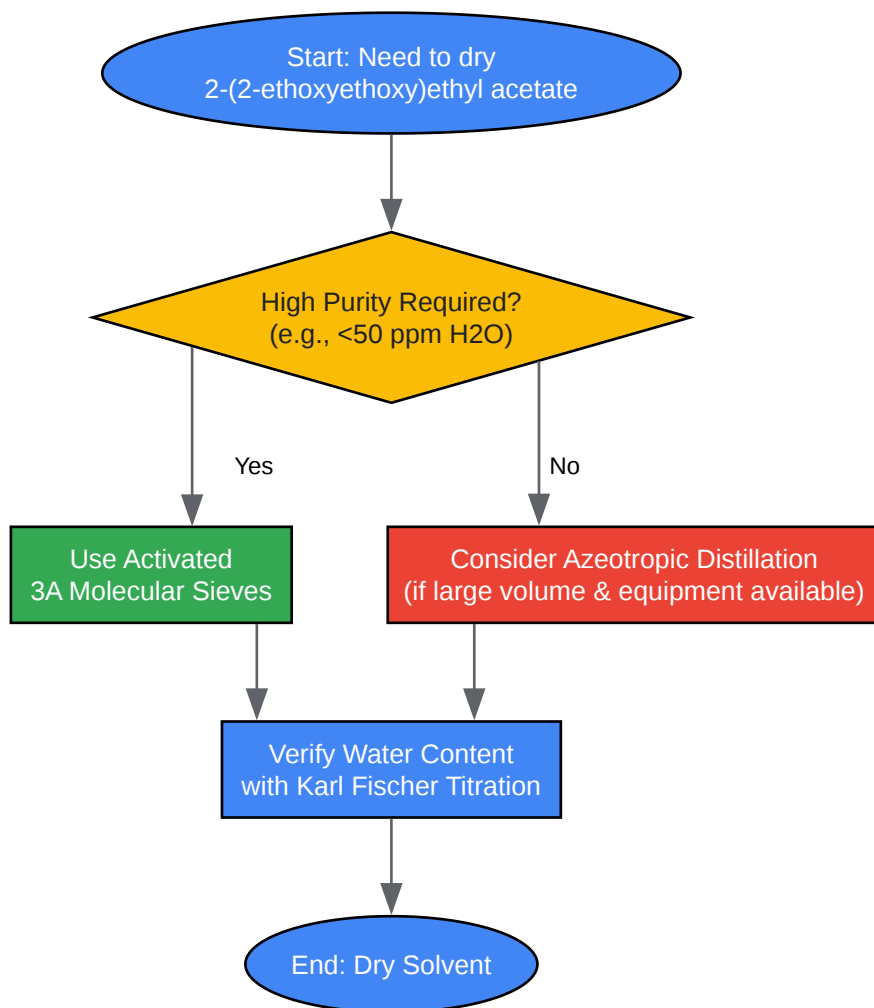 Start: Need to dry
2-(2-ethoxyethoxy)ethyl acetate
High Purity Required?
(e.g., <50 ppm H2O)
Yes
No
Use Activated
3A Molecular Sieves
Consider Azeotropic Distillation
(if large volume & equipment available)
Verify Water Content
with Karl Fischer Titration
End: Dry Solvent